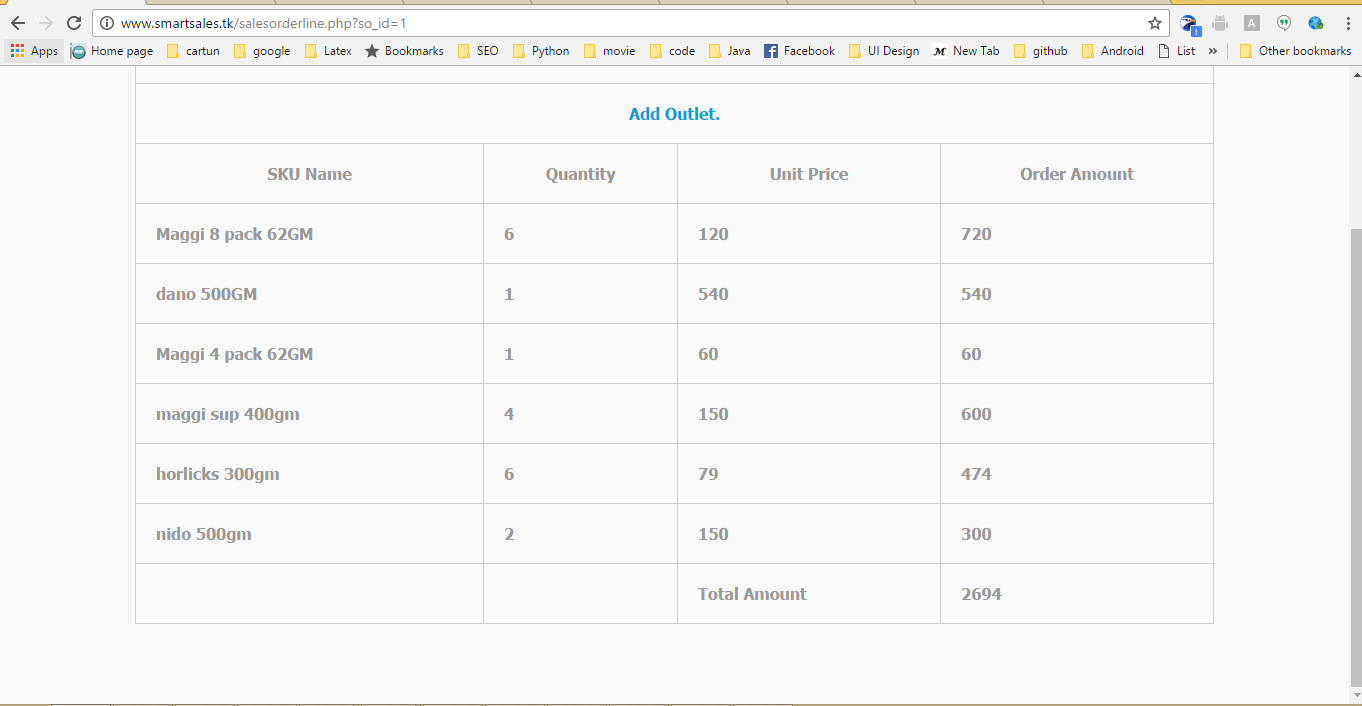 www.smartsales.tk/salesorderline.php?so_id=1
Apps Home page cartun google Latex Bookmarks SEO Python movie code Java Facebook UI Design New Tab github Android List » Other bookmarks
Add Outlet.
SKU Name Quantity Unit Price Order Amount
Maggi 8 pack 62GM 6 120 720
dano 500GM 1 540 540
Maggi 4 pack 62GM 1 60 60
maggi sup 400gm 4 150 600
horlicks 300gm 6 79 474
nido 500gm 2 150 300
Total Amount 2694